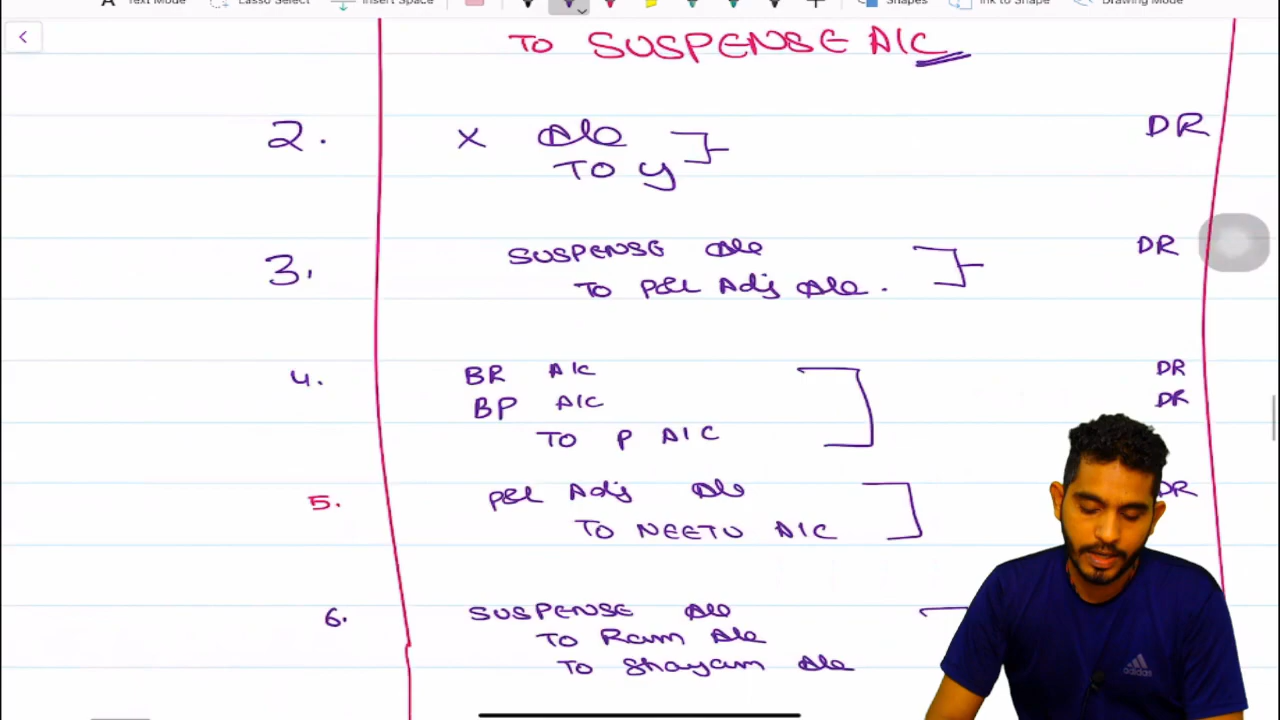 Text Mode Lasso Select Insert Space Shapes Ink to Shape Drawing Mode
TO SUSPENSE A/C
2. X A/c DR
TO Y
3. SUSPENSE A/c DR
TO P&L Adj A/c.
4. BR A/C DR
BP A/C DR
TO P A/C
5. P&L Adj A/c DR
TO NEETU A/C
6. SUSPENSE A/c
TO Ram A/c
TO Shayam A/c
adidas